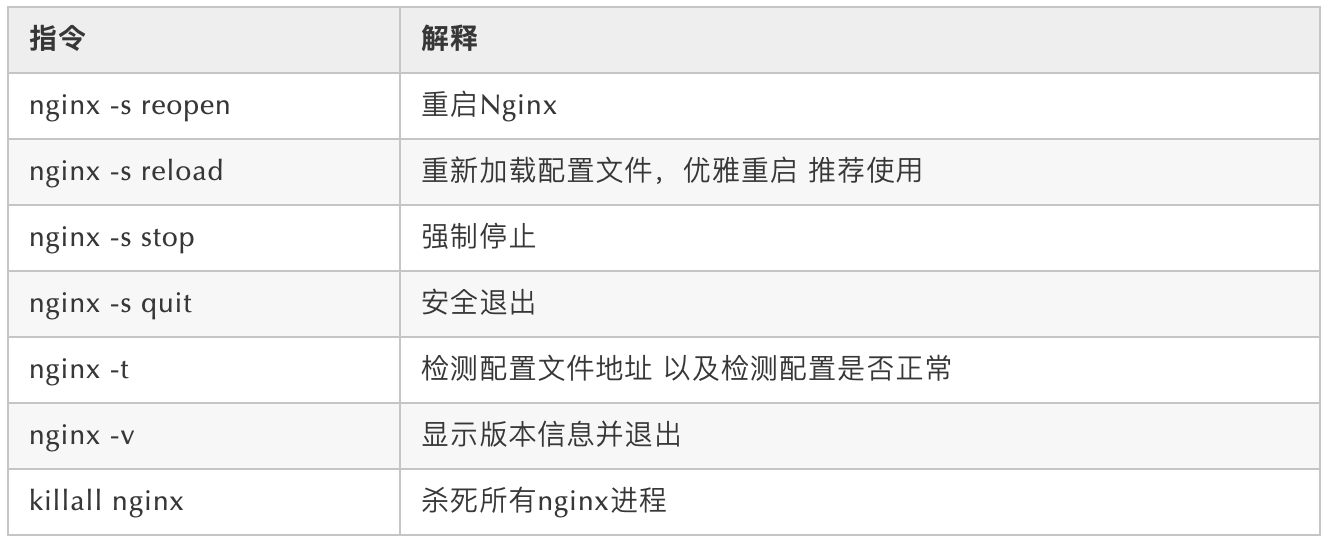 指令 解释
nginx -s reopen 重启Nginx
nginx -s reload 重新加载配置文件，优雅重启 推荐使用
nginx -s stop 强制停止
nginx -s quit 安全退出
nginx -t 检测配置文件地址 以及检测配置是否正常
nginx -v 显示版本信息并退出
killall nginx 杀死所有nginx进程